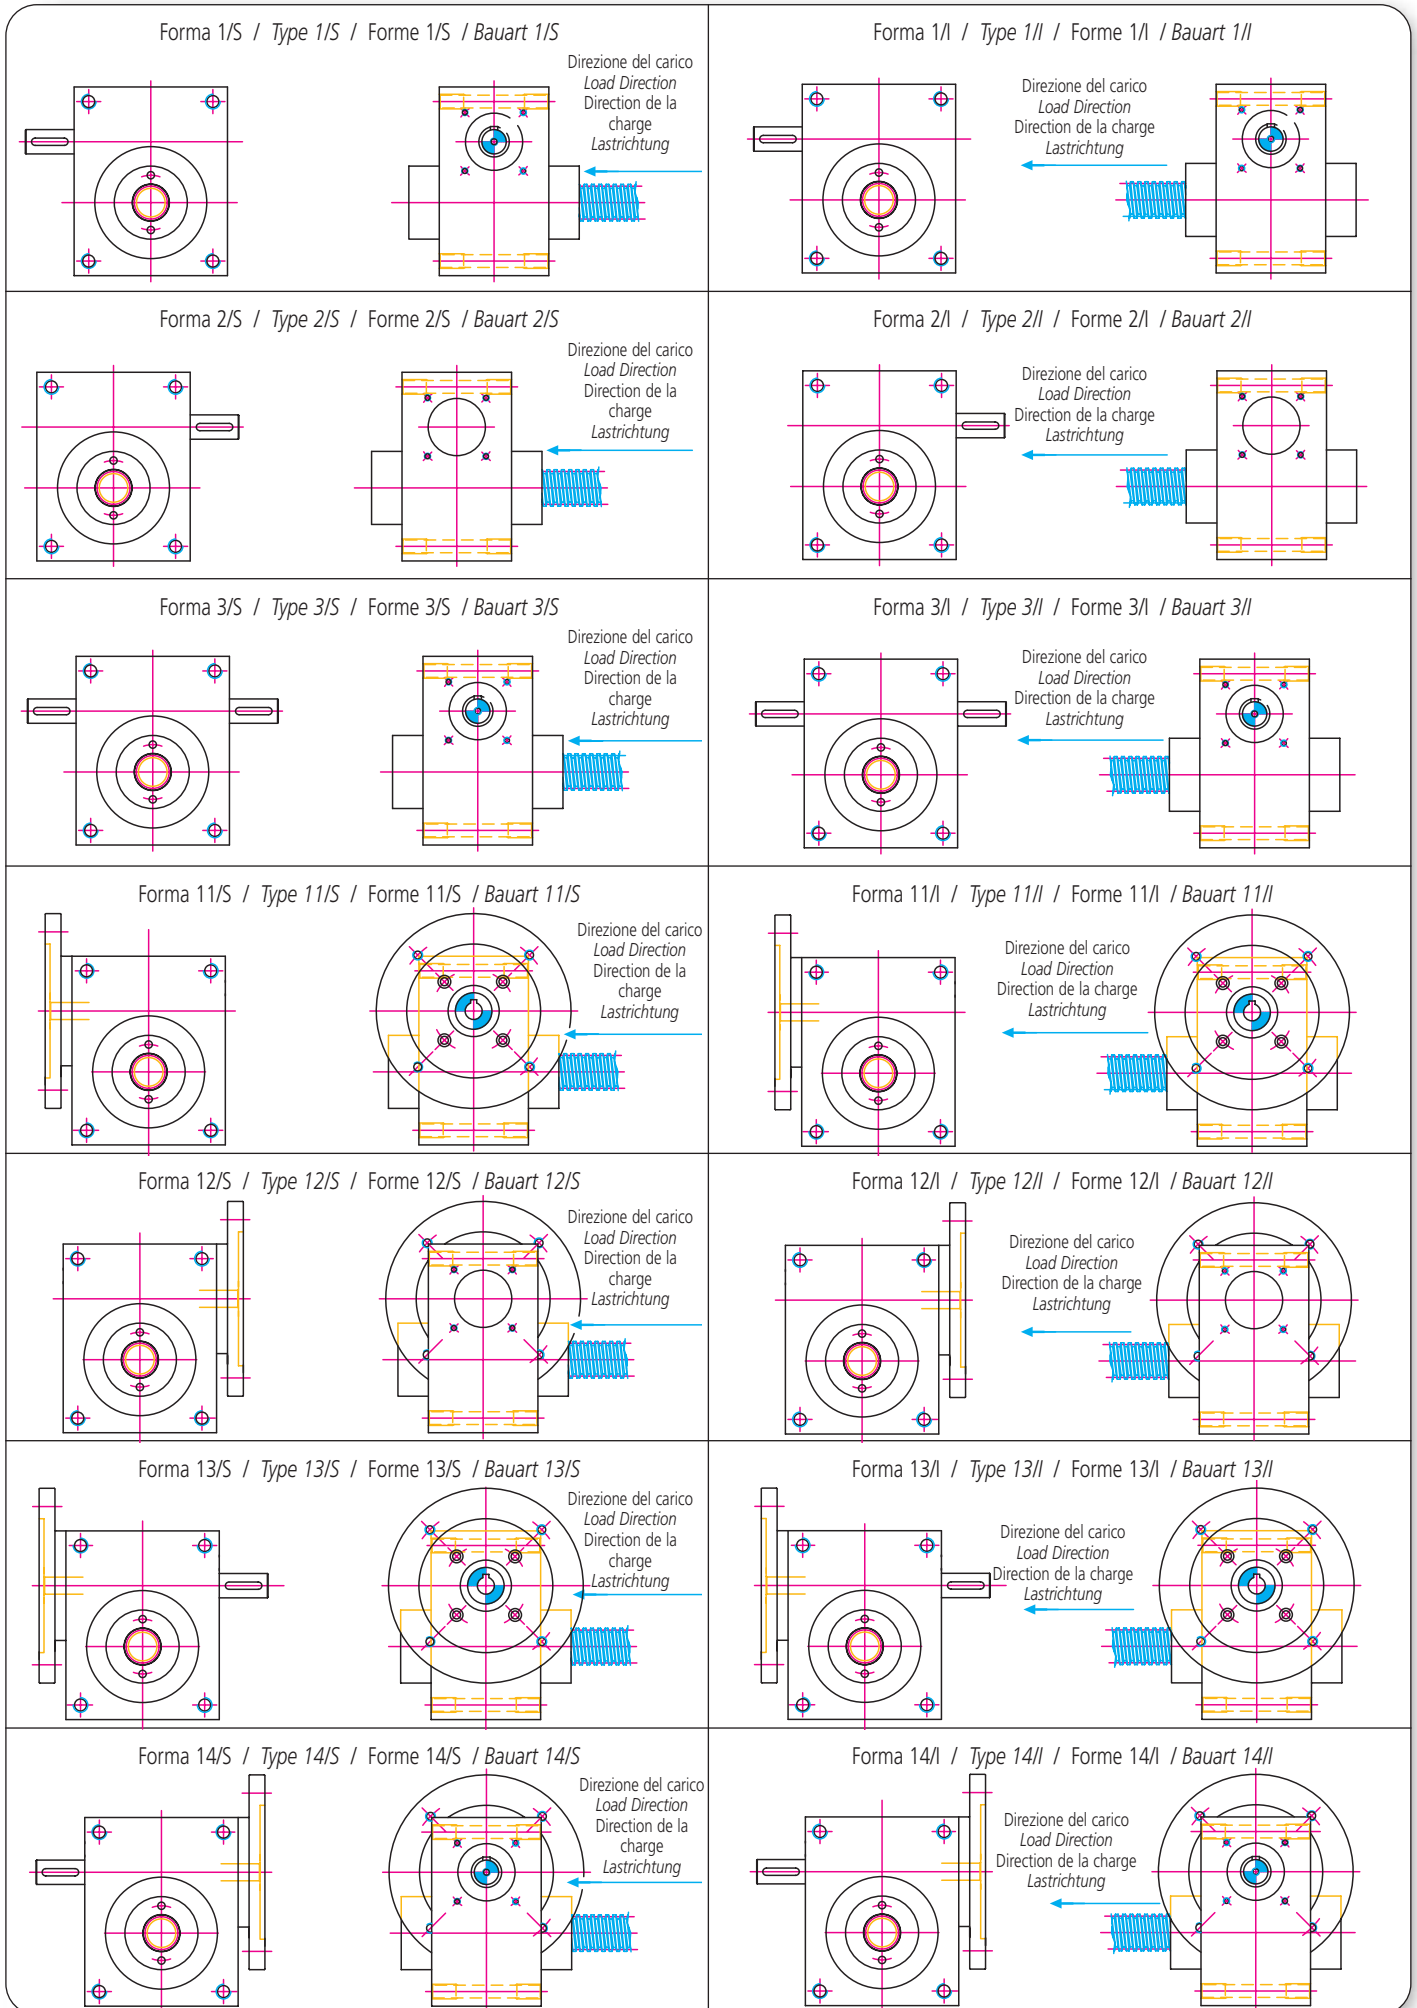 Forma 1/S / Type 1/S / Forme 1/S / Bauart 1/S
Direzione del carico
Load Direction
Direction de la
charge
Lastrichtung
Forma 1/I / Type 1/I / Forme 1/I / Bauart 1/I
Direzione del carico
Load Direction
Direction de la charge
Lastrichtung
Forma 2/S / Type 2/S / Forme 2/S / Bauart 2/S
Direzione del carico
Load Direction
Direction de la
charge
Lastrichtung
Forma 2/I / Type 2/I / Forme 2/I / Bauart 2/I
Direzione del carico
Load Direction
Direction de la charge
Lastrichtung
Forma 3/S / Type 3/S / Forme 3/S / Bauart 3/S
Direzione del carico
Load Direction
Direction de la
charge
Lastrichtung
Forma 3/I / Type 3/I / Forme 3/I / Bauart 3/I
Direzione del carico
Load Direction
Direction de la charge
Lastrichtung
Forma 11/S / Type 11/S / Forme 11/S / Bauart 11/S
Direzione del carico
Load Direction
Direction de la
charge
Lastrichtung
Forma 11/I / Type 11/I / Forme 11/I / Bauart 11/I
Direzione del carico
Load Direction
Direction de la charge
Lastrichtung
Forma 12/S / Type 12/S / Forme 12/S / Bauart 12/S
Direzione del carico
Load Direction
Direction de la
charge
Lastrichtung
Forma 12/I / Type 12/I / Forme 12/I / Bauart 12/I
Direzione del carico
Load Direction
Direction de la charge
Lastrichtung
Forma 13/S / Type 13/S / Forme 13/S / Bauart 13/S
Direzione del carico
Load Direction
Direction de la
charge
Lastrichtung
Forma 13/I / Type 13/I / Forme 13/I / Bauart 13/I
Direzione del carico
Load Direction
Direction de la charge
Lastrichtung
Forma 14/S / Type 14/S / Forme 14/S / Bauart 14/S
Direzione del carico
Load Direction
Direction de la
charge
Lastrichtung
Forma 14/I / Type 14/I / Forme 14/I / Bauart 14/I
Direzione del carico
Load Direction
Direction de la charge
Lastrichtung